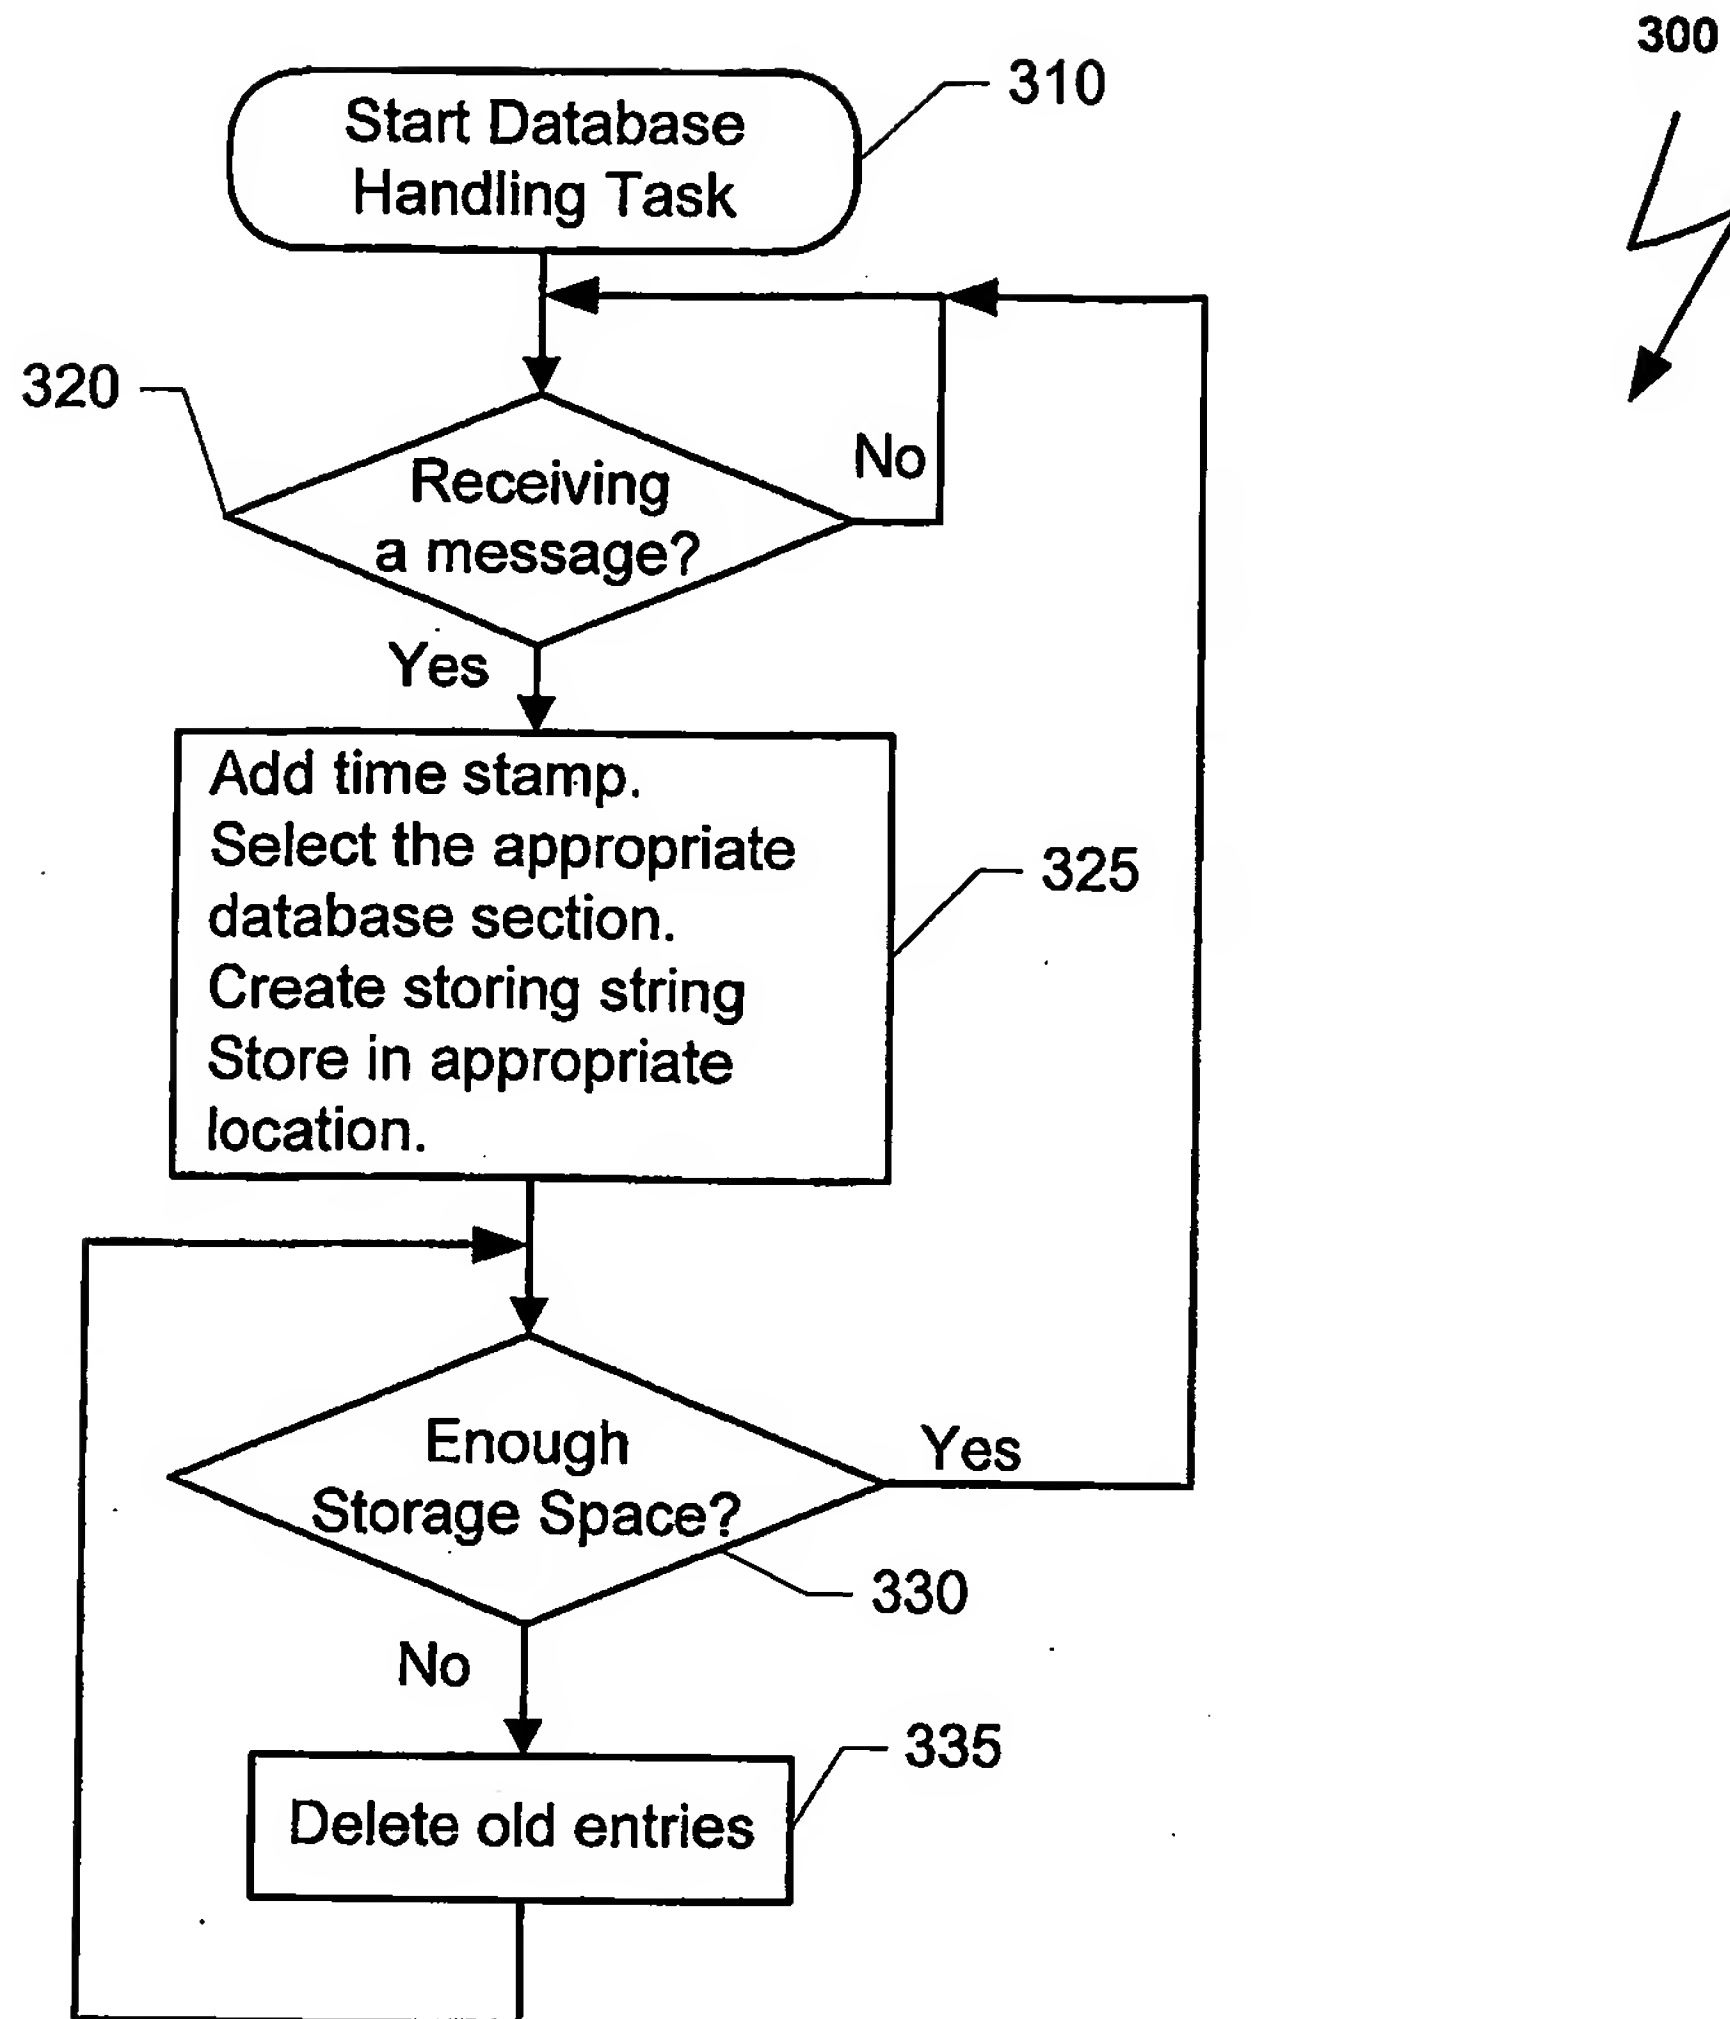 300
310
Start Database
Handling Task
320
No
Receiving
a message?
Yes
Add time stamp.
Select the appropriate
database section.
Create storing string
Store in appropriate
location.
325
Enough
Storage Space?
Yes
330
No
335
Delete old entries